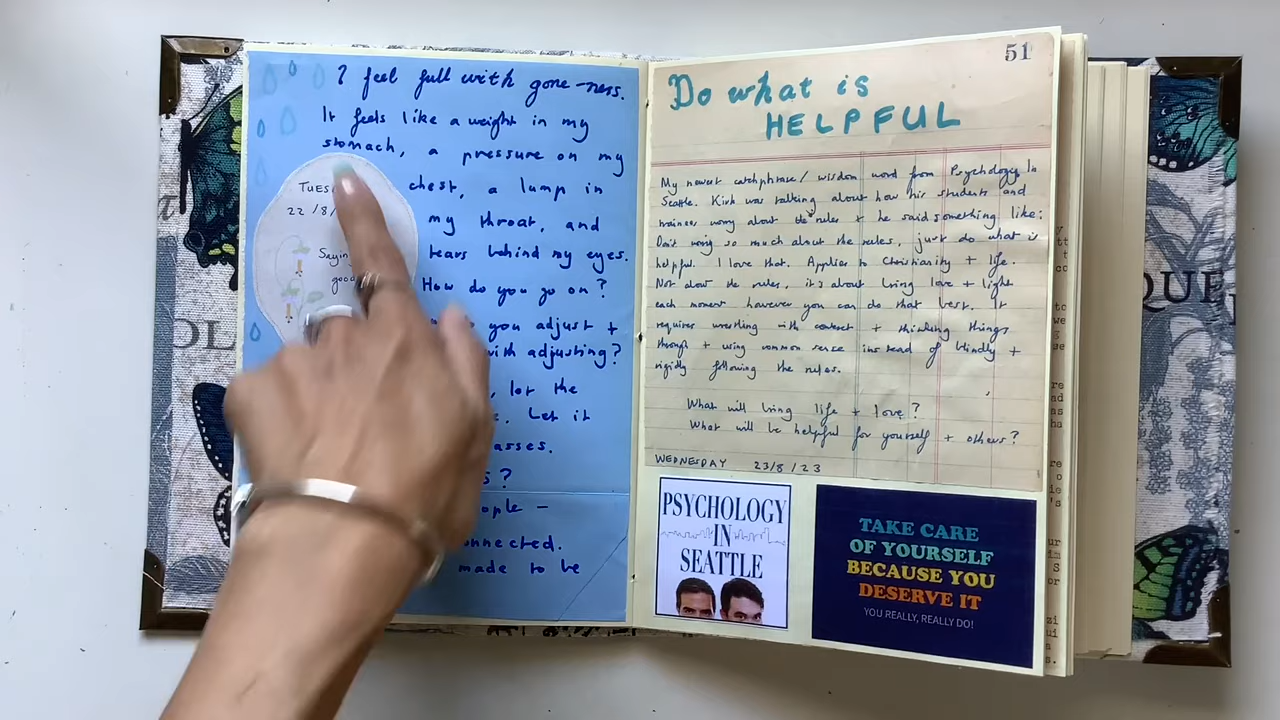 I feel full with gone-ness.
It feels like a weight in my
stomach, a pressure on my
chest, a lump in
my throat, and
tears behind my eyes.
How do you go on?
you adjust +
with adjusting?
, let the
. Let it
asses.
s?
ople –
onnected.
made to be
TUES
22/8/
Saying
good
51
Do what is
HELPFUL
My newest catchphrase/ wisdom word from Psychology In
Seattle. Kirk was talking about how his students and
trainees worry about the rules + he said something like:
Don't worry so much about the rules, just do what is
helpful. I love that. Applies to Christianity + life.
Not about the rules, it's about bring love + light
each moment however you can do that best. It
requires wrestling with context + thinking things
through + using common sense instead of blindly +
rigidly following the rules.
What will bring life + love?
What will be helpful for yourself + others?
WEDNESDAY 23/8/23
PSYCHOLOGY
IN
SEATTLE
TAKE CARE
OF YOURSELF
BECAUSE YOU
DESERVE IT
YOU REALLY, REALLY DO!
OL
QUE